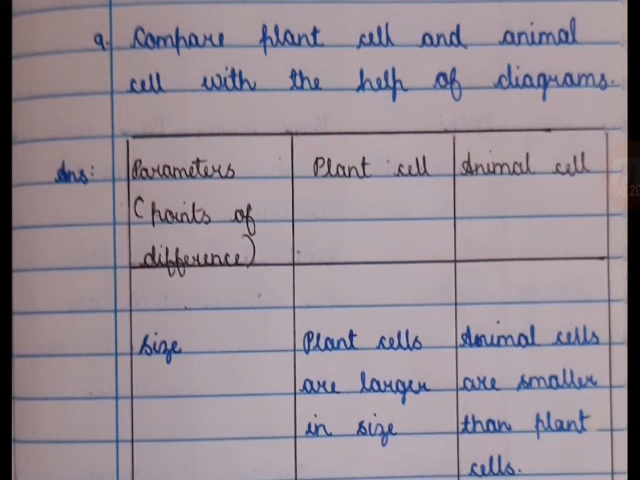 9. Compare plant cell and animal
cell with the help of diagrams.
Ans: Parameters Plant cell Animal cell
(points of
difference)
Size Plant cells Animal cells
are larger are smaller
in size than plant
cells.